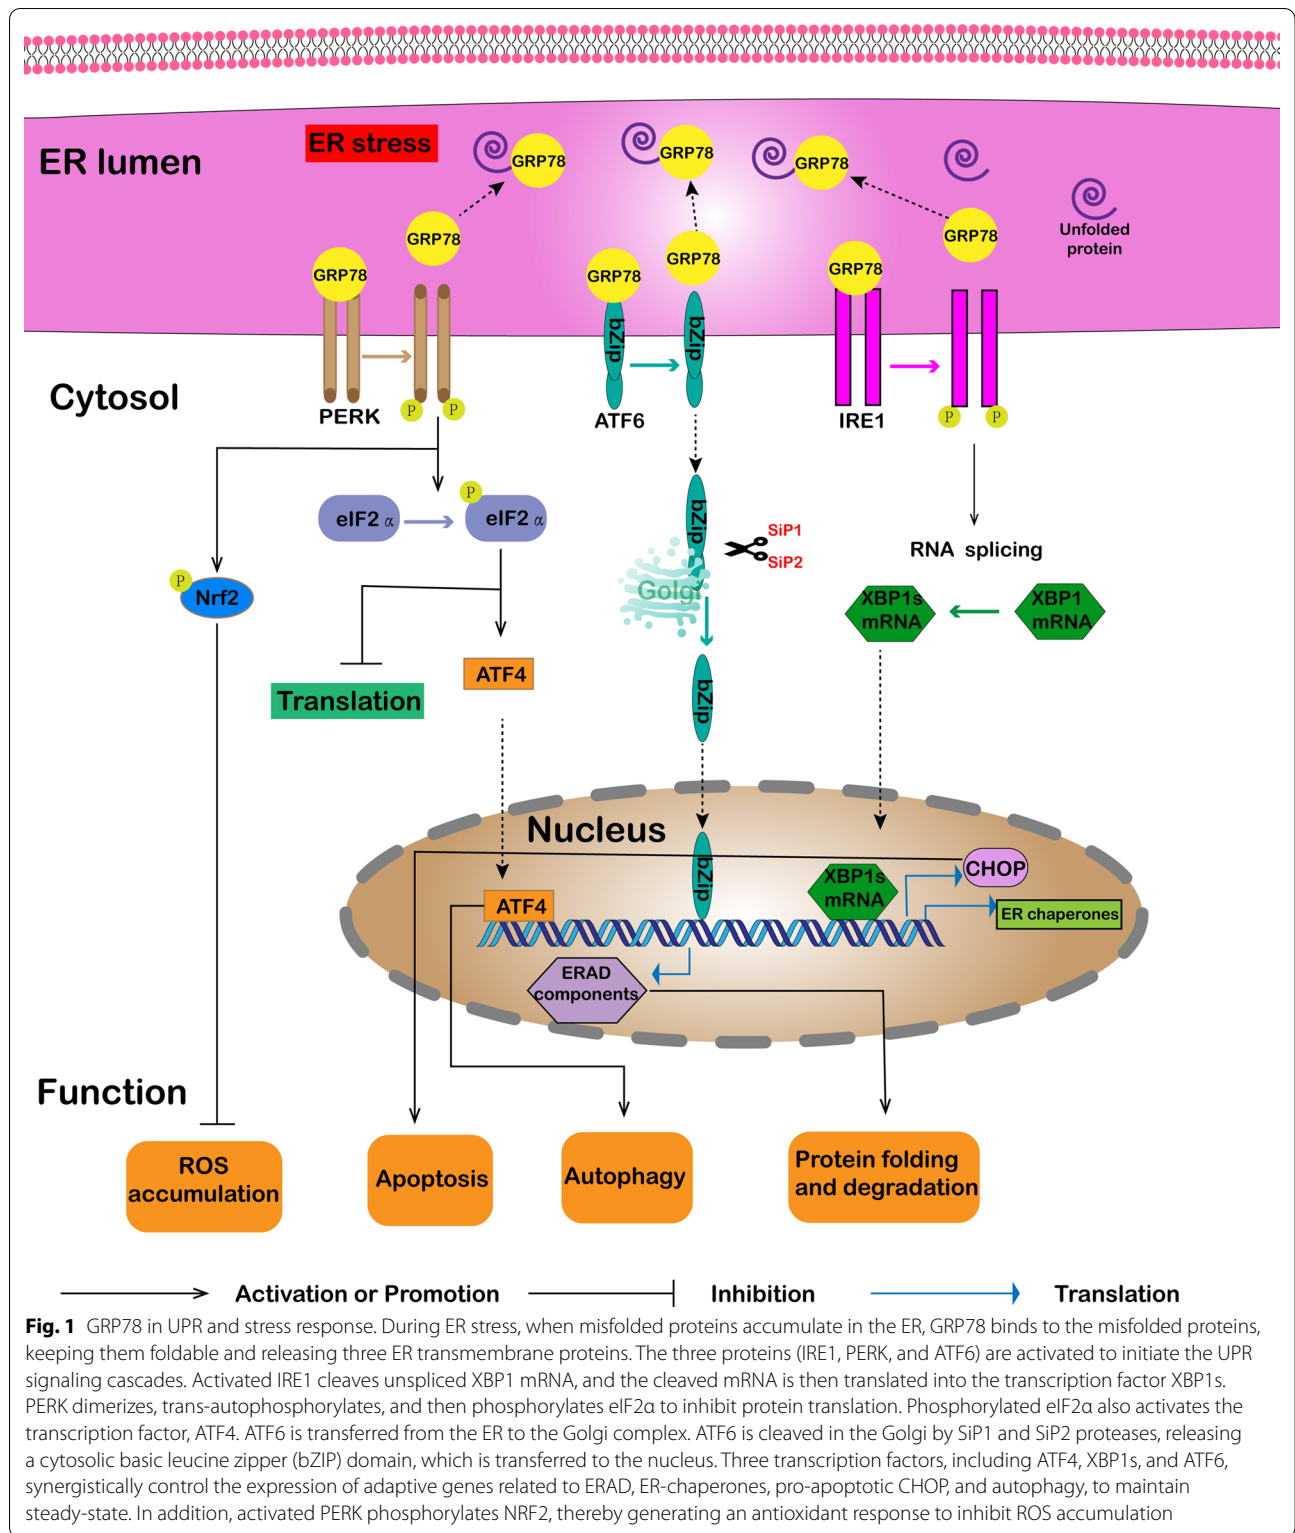 ER stress
ER lumen
GRP78
GRP78
GRP78
Unfolded
protein
GRP78
GRP78
GRP78
GRP78
GRP78
GRP78
bZip
bZip
Cytosol
PERK
P
P
ATF6
IRE1
P
P
P
eIF2 α
eIF2 α
bZip
SiP1
SiP2
RNA splicing
Golgi
P
Nrf2
XBP1s
mRNA
XBP1
mRNA
Translation
ATF4
bZip
Nucleus
bZip
CHOP
XBP1s
mRNA
ATF4
ER chaperones
ERAD
components
Function
ROS
accumulation
Apoptosis
Autophagy
Protein folding
and degradation
Activation or Promotion
Inhibition
Translation
Fig. 1 GRP78 in UPR and stress response. During ER stress, when misfolded proteins accumulate in the ER, GRP78 binds to the misfolded proteins,
keeping them foldable and releasing three ER transmembrane proteins. The three proteins (IRE1, PERK, and ATF6) are activated to initiate the UPR
signaling cascades. Activated IRE1 cleaves unspliced XBP1 mRNA, and the cleaved mRNA is then translated into the transcription factor XBP1s.
PERK dimerizes, trans-autophosphorylates, and then phosphorylates eIF2α to inhibit protein translation. Phosphorylated eIF2α also activates the
transcription factor, ATF4. ATF6 is transferred from the ER to the Golgi complex. ATF6 is cleaved in the Golgi by SiP1 and SiP2 proteases, releasing
a cytosolic basic leucine zipper (bZIP) domain, which is transferred to the nucleus. Three transcription factors, including ATF4, XBP1s, and ATF6,
synergistically control the expression of adaptive genes related to ERAD, ER-chaperones, pro-apoptotic CHOP, and autophagy, to maintain
steady-state. In addition, activated PERK phosphorylates NRF2, thereby generating an antioxidant response to inhibit ROS accumulation